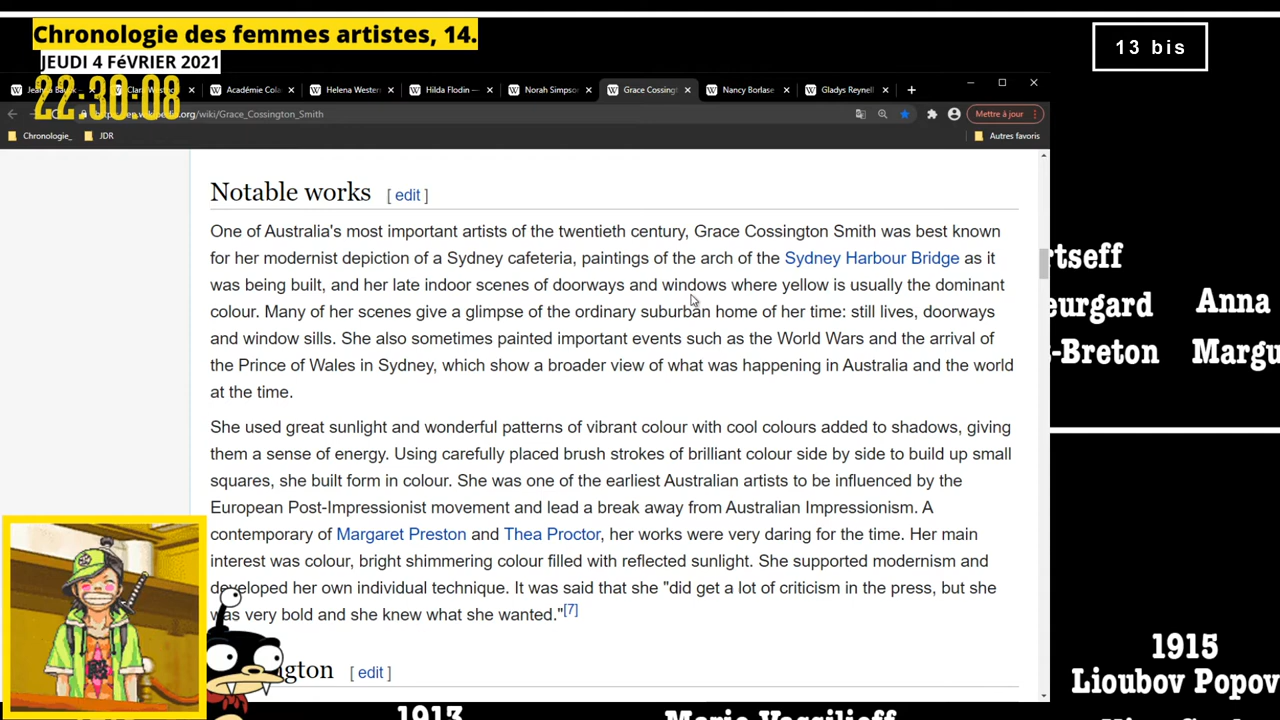 Chronologie des femmes artistes, 14.
JEUDI 4 FéVRIER 2021
22:30:08
13 bis
Académie Cola
Helena Wester
Hilda Flodin —
Norah Simpso
Grace Cossingt
Nancy Borlase
Gladys Reynell
.org/wiki/Grace_Cossington_Smith
Mettre à jour
Chronologie_
JDR
Autres favoris
Notable works [ edit ]
One of Australia's most important artists of the twentieth century, Grace Cossington Smith was best known
for her modernist depiction of a Sydney cafeteria, paintings of the arch of the Sydney Harbour Bridge as it
was being built, and her late indoor scenes of doorways and windows where yellow is usually the dominant
colour. Many of her scenes give a glimpse of the ordinary suburban home of her time: still lives, doorways
and window sills. She also sometimes painted important events such as the World Wars and the arrival of
the Prince of Wales in Sydney, which show a broader view of what was happening in Australia and the world
at the time.
She used great sunlight and wonderful patterns of vibrant colour with cool colours added to shadows, giving
them a sense of energy. Using carefully placed brush strokes of brilliant colour side by side to build up small
squares, she built form in colour. She was one of the earliest Australian artists to be influenced by the
European Post-Impressionist movement and lead a break away from Australian Impressionism. A
contemporary of Margaret Preston and Thea Proctor, her works were very daring for the time. Her main
interest was colour, bright shimmering colour filled with reflected sunlight. She supported modernism and
developed her own individual technique. It was said that she "did get a lot of criticism in the press, but she
was very bold and she knew what she wanted."[7]
ngton [ edit ]
rtseff
eurgard
Anna
-Breton
Margu
1915
Lioubov Popov
1913
Marie Vassilieff